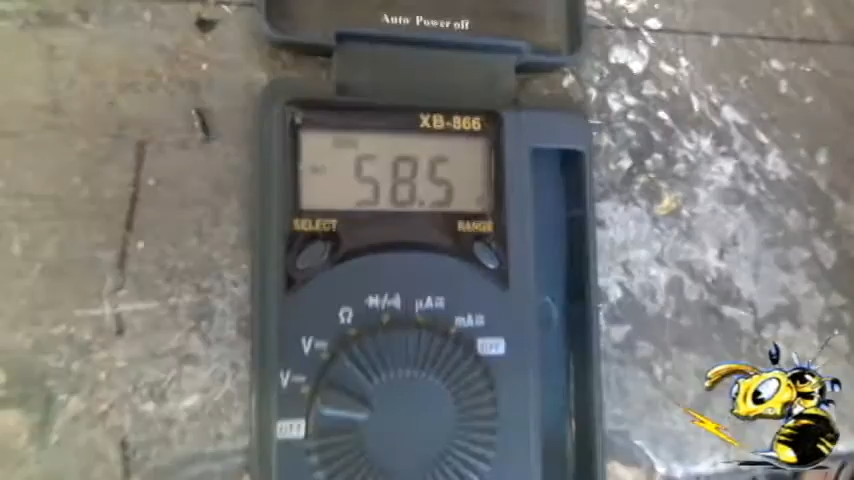 Auto Power off
XB-866
58.5
SELECT
RANGE
Ω
µA
mA
V
OFF
V
OFF